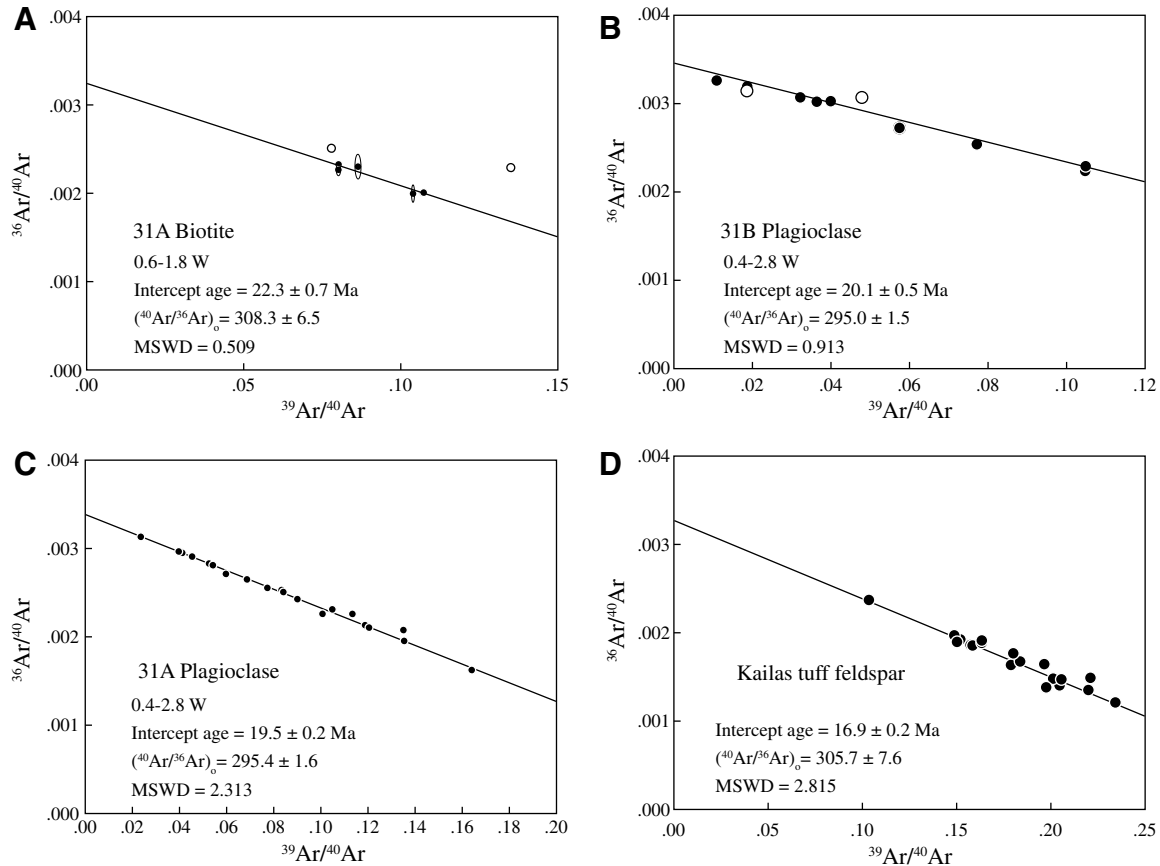 A
.004
.003
.002
.001
.000
.00
.05
.10
.15
³⁶Ar/⁴⁰Ar
³⁹Ar/⁴⁰Ar
31A Biotite
0.6-1.8 W
Intercept age = 22.3 ± 0.7 Ma
(⁴⁰Ar/³⁶Ar)ₒ= 308.3 ± 6.5
MSWD = 0.509
B
.004
.003
.002
.001
.000
.00
.02
.04
.06
.08
.10
.12
³⁶Ar/⁴⁰Ar
³⁹Ar/⁴⁰Ar
31B Plagioclase
0.4-2.8 W
Intercept age = 20.1 ± 0.5 Ma
(⁴⁰Ar/³⁶Ar)ₒ= 295.0 ± 1.5
MSWD = 0.913
C
.004
.003
.002
.001
.000
.00
.02
.04
.06
.08
.10
.12
.14
.16
.20
³⁶Ar/⁴⁰Ar
³⁹Ar/⁴⁰Ar
31A Plagioclase
0.4-2.8 W
Intercept age = 19.5 ± 0.2 Ma
(⁴⁰Ar/³⁶Ar)ₒ= 295.4 ± 1.6
MSWD = 2.313
D
.004
.003
.002
.001
.000
.00
.05
.10
.15
.20
.25
³⁶Ar/⁴⁰Ar
³⁹Ar/⁴⁰Ar
Kailas tuff feldspar
Intercept age = 16.9 ± 0.2 Ma
(⁴⁰Ar/³⁶Ar)ₒ= 305.7 ± 7.6
MSWD = 2.815